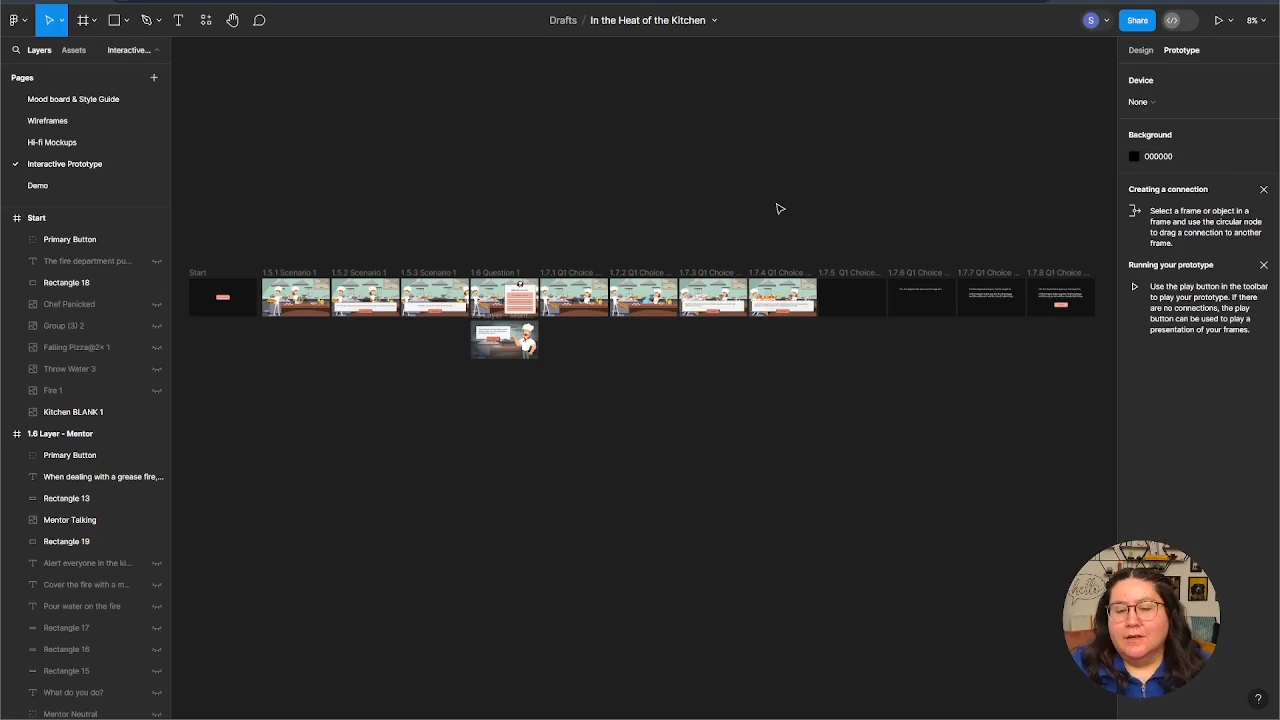 Drafts / In the Heat of the Kitchen
S
Share
8%
Layers
Assets
Interactive...
Design
Prototype
Pages
Mood board & Style Guide
Wireframes
Hi-fi Mockups
Interactive Prototype
Demo
Start
Primary Button
The fire department pu...
Rectangle 18
Chef Panicked
Group (3) 2
Falling Pizza@2x 1
Throw Water 3
Fire 1
Kitchen BLANK 1
1.6 Layer - Mentor
Primary Button
When dealing with a grease fire,...
Rectangle 13
Mentor Talking
Rectangle 19
Alert everyone in the ki...
Cover the fire with a m...
Pour water on the fire
Rectangle 17
Rectangle 16
Rectangle 15
What do you do?
Mentor Neutral
Start
1.5.1 Scenario 1
1.5.2 Scenario 1
1.5.3 Scenario 1
1.6 Question 1
1.7.1 Q1 Choice ...
1.7.2 Q1 Choice ...
1.7.3 Q1 Choice ...
1.7.4 Q1 Choice ...
1.7.5 Q1 Choice...
1.7.6 Q1 Choice ...
1.7.7 Q1 Choice ...
1.7.8 Q1 Choice ...
Device
None
Background
000000
Creating a connection
Select a frame or object in a
frame and use the circular node
to drag a connection to another
frame.
Running your prototype
Use the play button in the toolbar
to play your prototype. If there
are no connections, the play
button can be used to play a
presentation of your frames.
hello
?